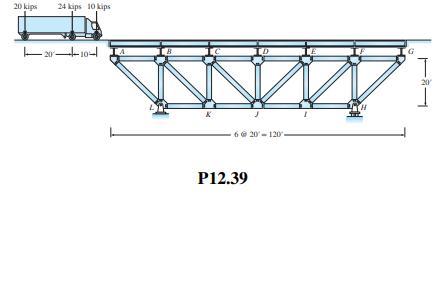 20 kips 24 kips 10 kips
20' 10'
A B C D E F G
20'
L K J I H
6 @ 20' = 120'
P12.39